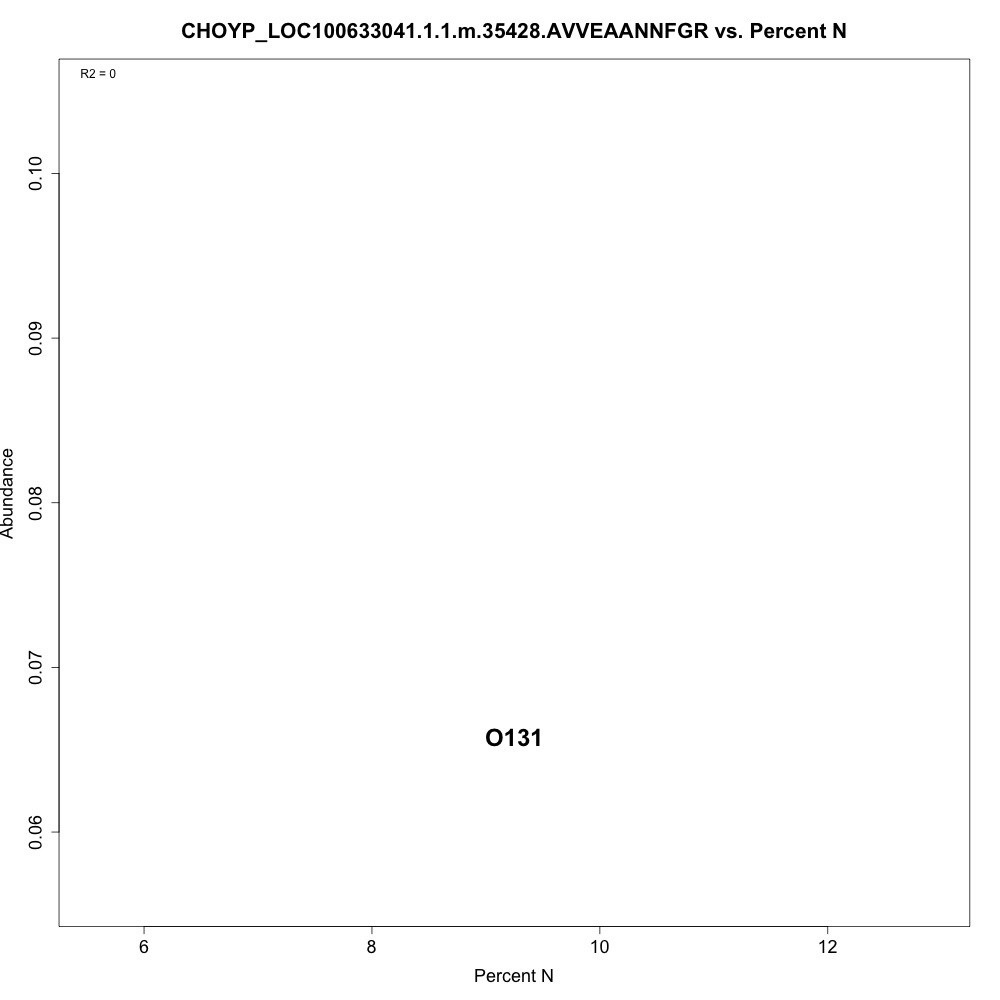 CHOYP_LOC100633041.1.1.m.35428.AVVEAANNFGR vs. Percent N
R2 = 0
0.10
0.09
0.08
0.07
0.06
Abundance
O131
6 8 10 12
Percent N